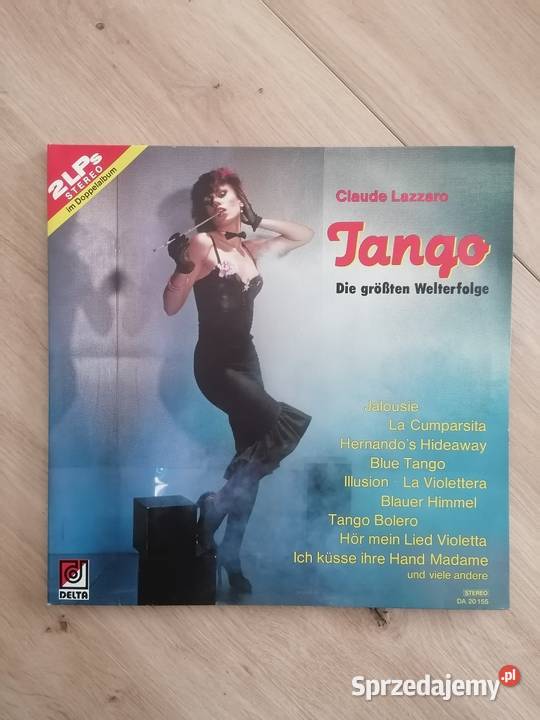 2LPs
STEREO
im Doppelalbum
Claude Lazzaro
Tango
Die größten Welterfolge
Jalousie
La Cumparsita
Hernando's Hideaway
Blue Tango
Illusion - La Violettera
Blauer Himmel
Tango Bolero
Hör mein Lied Violetta
Ich küsse ihre Hand Madame
und viele andere
STEREO
DA 20 155
DELTA
Sprzedajemy.pl